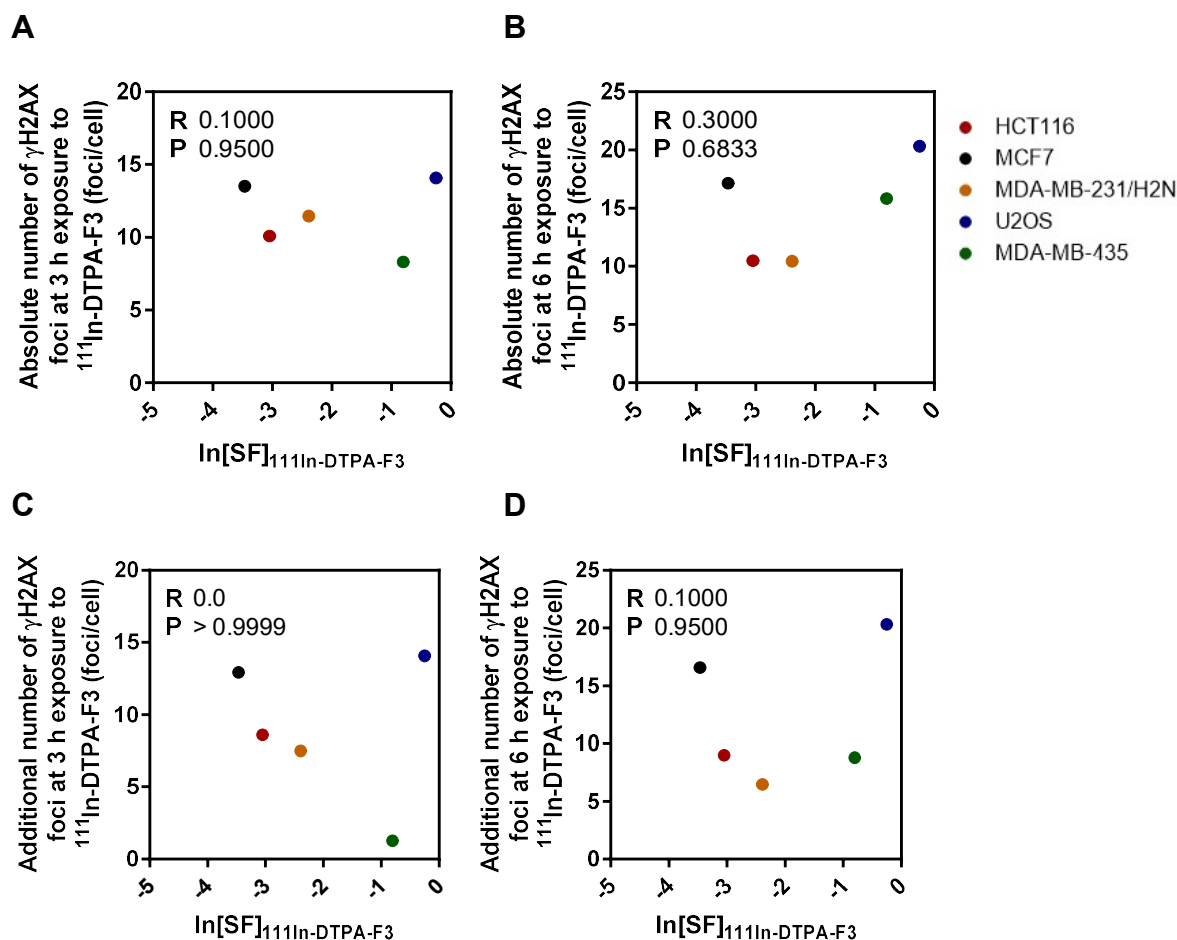 A
Absolute number of γH2AX
foci at 3 h exposure to
¹¹¹In-DTPA-F3 (foci/cell)
20
15
10
5
0
R 0.1000
P 0.9500
-5
-4
-3
-2
-1
0
ln[SF]111In-DTPA-F3
B
Absolute number of γH2AX
foci at 6 h exposure to
¹¹¹In-DTPA-F3 (foci/cell)
25
20
15
10
5
0
R 0.3000
P 0.6833
-5
-4
-3
-2
-1
0
ln[SF]111In-DTPA-F3
HCT116
MCF7
MDA-MB-231/H2N
U2OS
MDA-MB-435
C
Additional number of γH2AX
foci at 3 h exposure to
¹¹¹In-DTPA-F3 (foci/cell)
20
15
10
5
0
R 0.0
P > 0.9999
-5
-4
-3
-2
-1
0
ln[SF]111In-DTPA-F3
D
Additional number of γH2AX
foci at 6 h exposure to
¹¹¹In-DTPA-F3 (foci/cell)
25
20
15
10
5
0
R 0.1000
P 0.9500
-5
-4
-3
-2
-1
0
ln[SF]111In-DTPA-F3